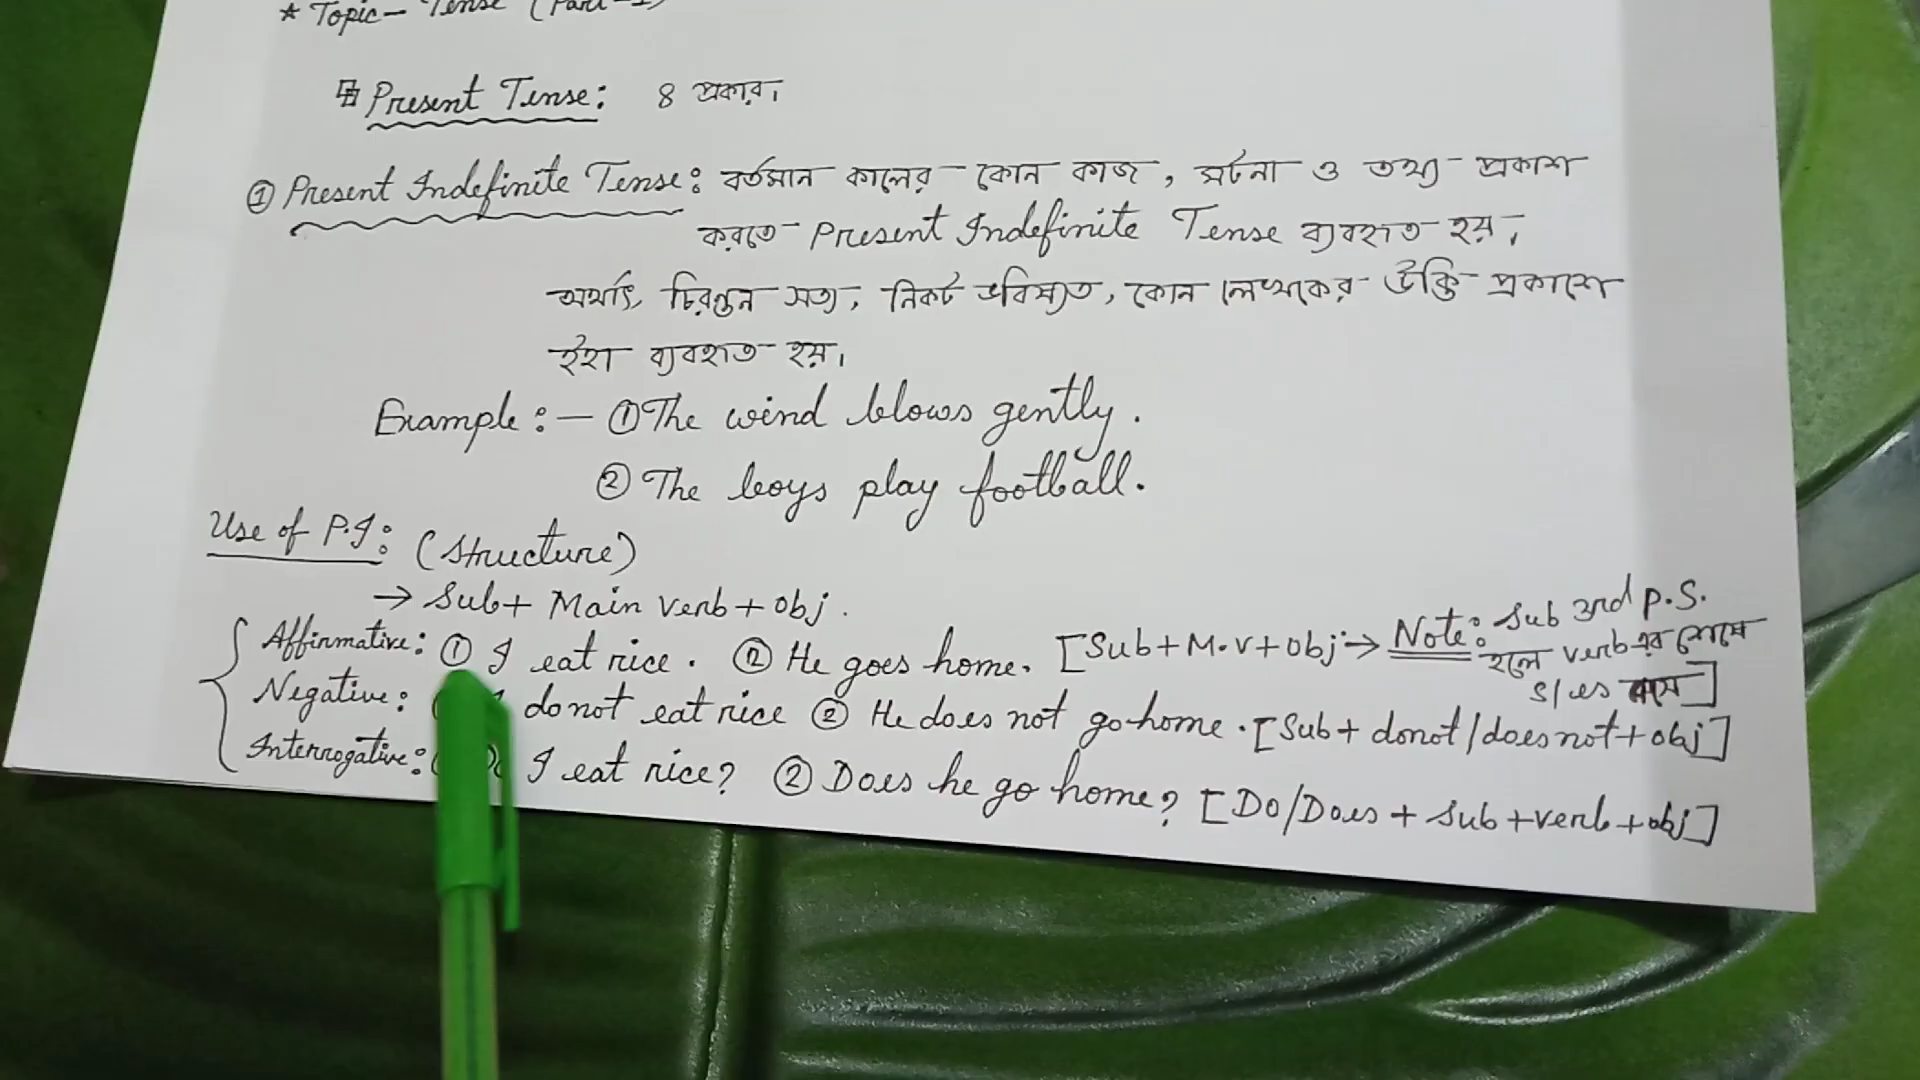 * Topic - Tense (Part-1)
Present Tense: ৪ প্রকার।
① Present Indefinite Tense: বর্তমান কালের কোন কাজ, ঘটনা ও তথ্য প্রকাশ
করতে Present Indefinite Tense ব্যবহৃত হয়।
অর্থাৎ, চিরন্তন সত্য, নিকট ভবিষ্যত, কোন লেখকের উক্তি প্রকাশে
ইহা ব্যবহৃত হয়।
Example :- ① The wind blows gently.
② The boys play football.
Use of P.I: (Structure)
→ Sub + Main verb + obj.
Affirmative: ① I eat rice. ② He goes home. [Sub + M.v + obj → Note: Sub 3rd P.S.
হলে verb এর শেষে
s/es বসে]
Negative: do not eat rice ② He does not go home. [Sub + donot/doesnot + obj]
Interrogative: I eat rice? ② Does he go home? [Do/Does + sub + verb + obj]